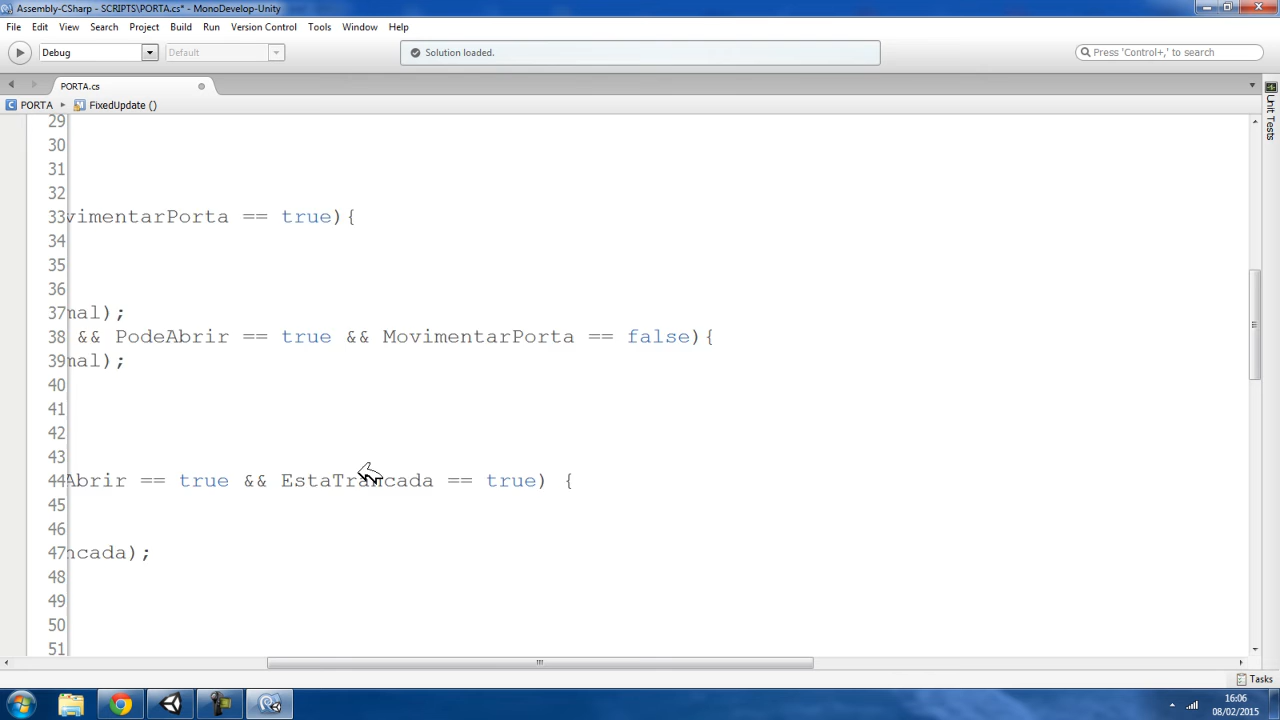 Assembly-CSharp - SCRIPTS\PORTA.cs* - MonoDevelop-Unity
File Edit View Search Project Build Run Version Control Tools Window Help
Debug Default Solution loaded. Press 'Control+,' to search
PORTA.cs
PORTA FixedUpdate ()
Unit Tests
29
30
31
32
33 vimentarPorta == true){
34
35
36
37 mal);
38 && PodeAbrir == true && MovimentarPorta == false){
39 mal);
40
41
42
43
44 Abrir == true && EstaTrancada == true) {
45
46
47 ncada);
48
49
50
51
Tasks
16:06
08/02/2015